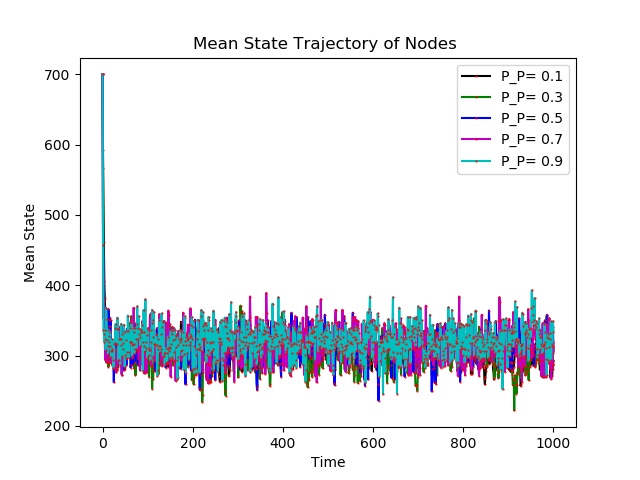 Mean State Trajectory of Nodes
700
600
500
400
300
200
Mean State
P_P= 0.1
P_P= 0.3
P_P= 0.5
P_P= 0.7
P_P= 0.9
0 200 400 600 800 1000
Time